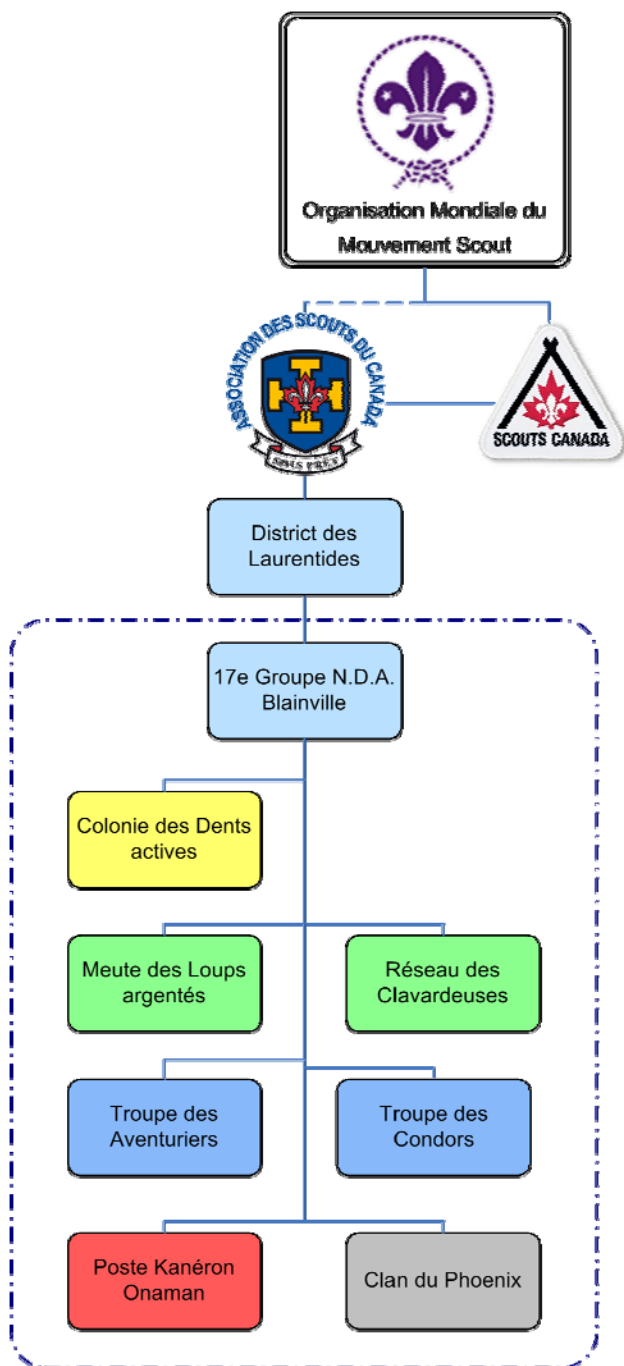 Organisation Mondiale du
Mouvement Scout
ASSOCIATION DES SCOUTS DU CANADA
SCOUTS CANADA
District des
Laurentides
17e Groupe N.D.A.
Blainville
Colonie des Dents
actives
Meute des Loups
argentés
Réseau des
Clavardeuses
Troupe des
Aventuriers
Troupe des
Condors
Poste Kanéron
Onaman
Clan du Phoenix